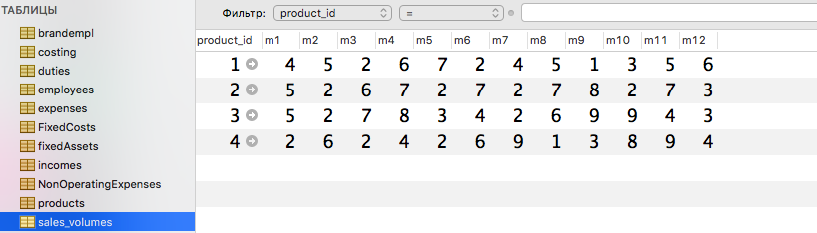 ТАБЛИЦЫ
brandempl
costing
duties
employees
expenses
FixedCosts
fixedAssets
incomes
NonOperatingExpenses
products
sales_volumes
Фильтр: product_id =
product_id m1 m2 m3 m4 m5 m6 m7 m8 m9 m10 m11 m12
1 4 5 2 6 7 2 4 5 1 3 5 6
2 5 2 6 7 2 7 2 7 8 2 7 3
3 5 2 7 8 3 4 2 6 9 9 4 3
4 2 6 2 4 2 6 9 1 3 8 9 4